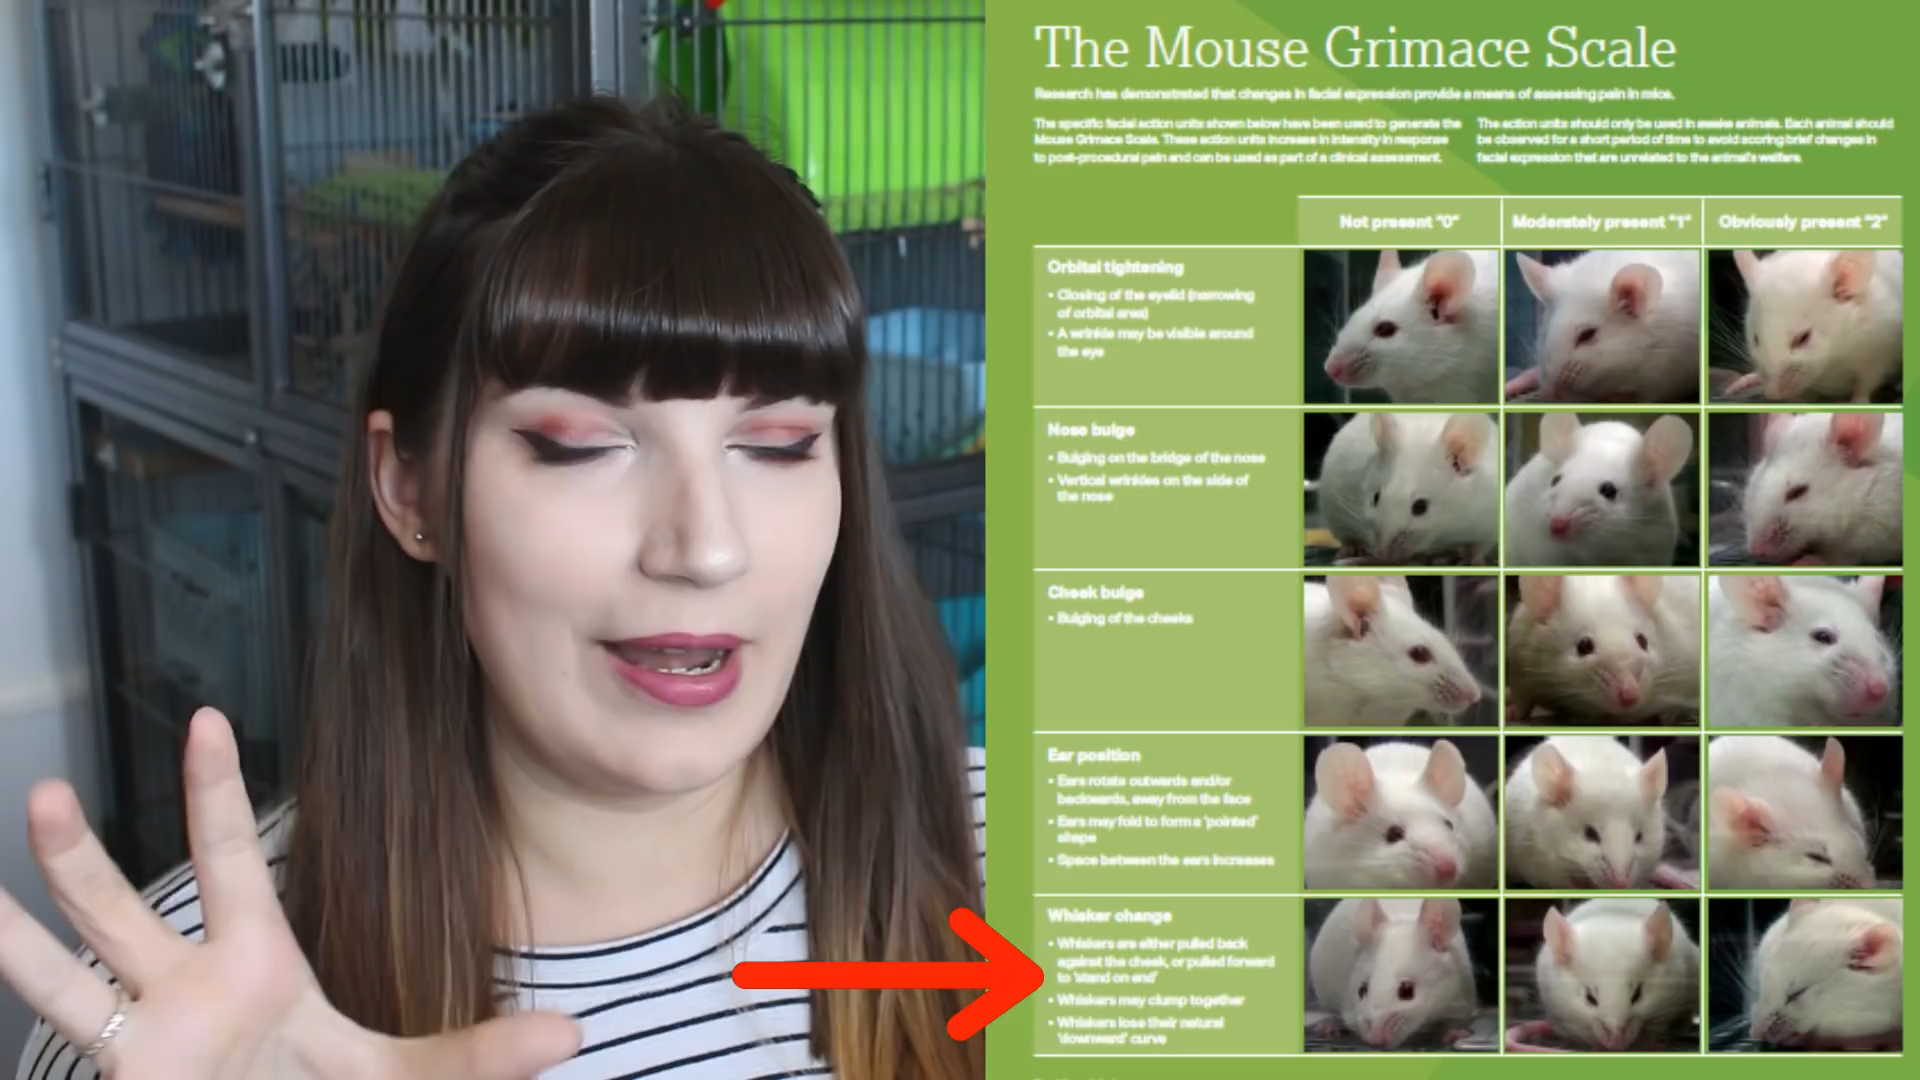 The Mouse Grimace Scale
Research has demonstrated that changes in facial expression provide a means of assessing pain in mice.
The specific facial action units shown below have been used to generate the
Mouse Grimace Scale. These action units increase in intensity in response
to post-procedural pain and can be used as part of a clinical assessment.
The action units should only be used in awake animals. Each animal should
be observed for a short period of time to avoid scoring brief changes in
facial expression that are unrelated to the animal's welfare.
Not present "0"
Moderately present "1"
Obviously present "2"
Orbital tightening
• Closing of the eyelid (narrowing
of orbital area)
• A wrinkle may be visible around
the eye
Nose bulge
• Bulging on the bridge of the nose
• Vertical wrinkles on the side of
the nose
Cheek bulge
• Bulging of the cheeks
Ear position
• Ears rotate outwards and/or
backwards, away from the face
• Ears may fold to form a 'pointed'
shape
• Space between the ears increases
Whisker change
• Whiskers are either pulled back
against the cheek, or pulled forward
to 'stand on end'
• Whiskers may clump together
• Whiskers lose their natural
'downward' curve